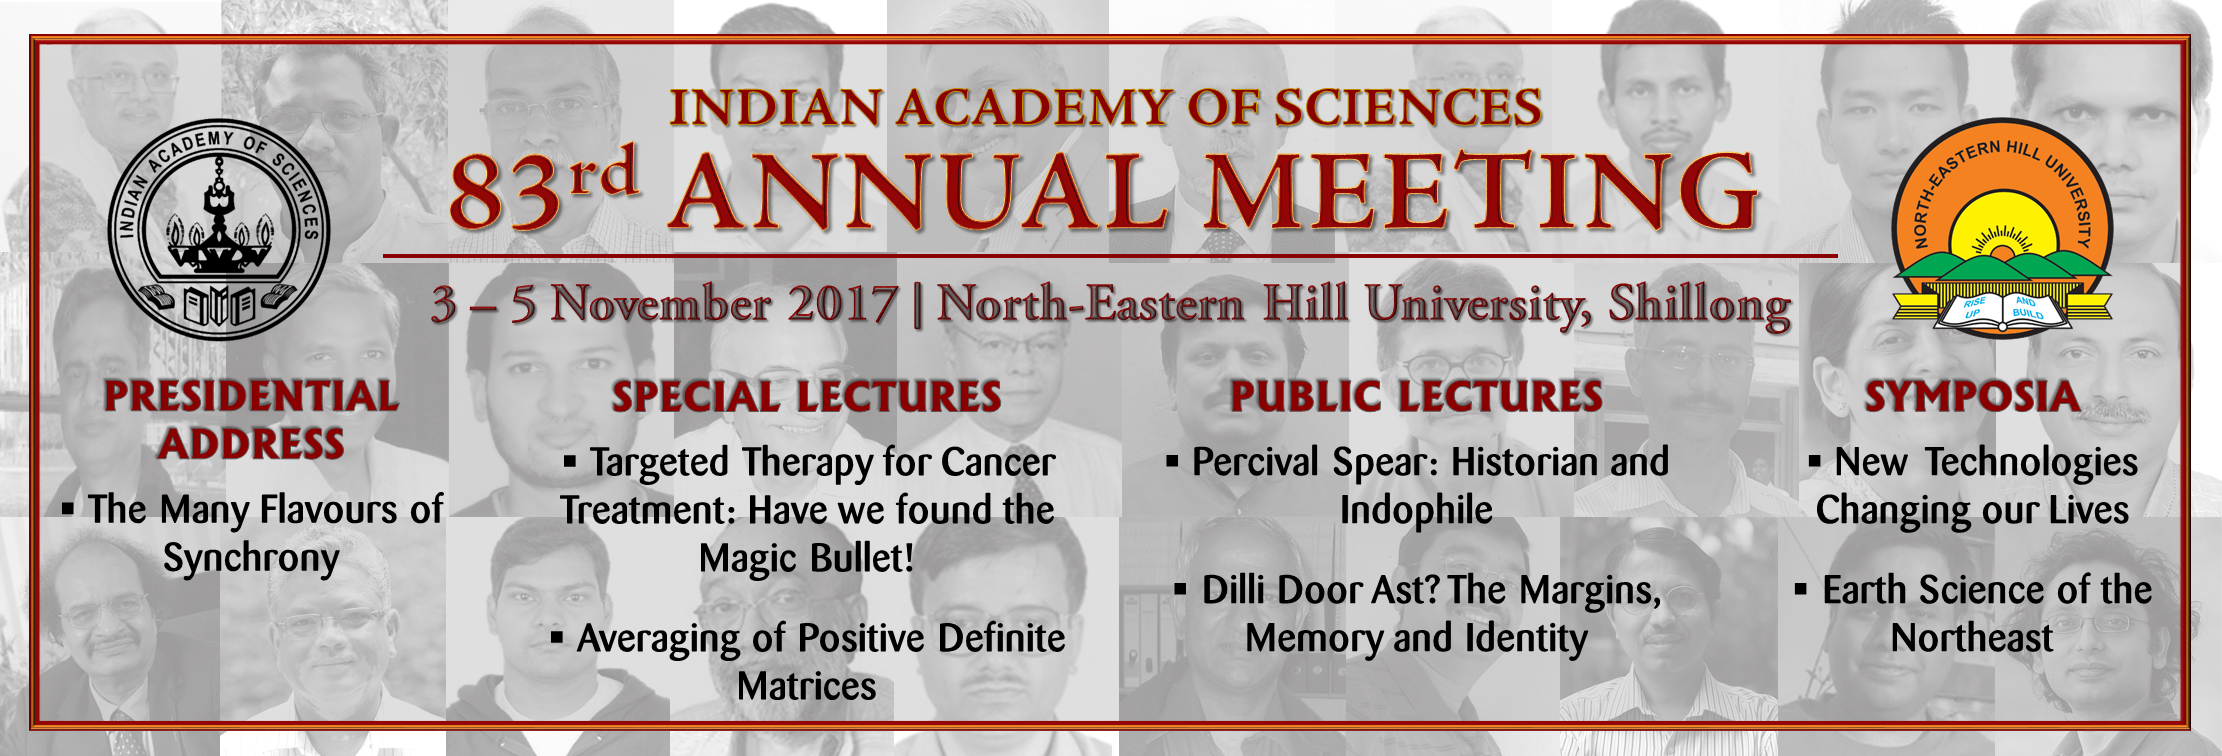 INDIAN ACADEMY OF SCIENCES
83rd ANNUAL MEETING
3 – 5 November 2017 | North-Eastern Hill University, Shillong
INDIAN ACADEMY OF SCIENCES
NORTH-EASTERN HILL UNIVERSITY
RISE UP AND BUILD
PRESIDENTIAL
ADDRESS
▪ The Many Flavours of
Synchrony
SPECIAL LECTURES
▪ Targeted Therapy for Cancer
Treatment: Have we found the
Magic Bullet!
▪ Averaging of Positive Definite
Matrices
PUBLIC LECTURES
▪ Percival Spear: Historian and
Indophile
▪ Dilli Door Ast? The Margins,
Memory and Identity
SYMPOSIA
▪ New Technologies
Changing our Lives
▪ Earth Science of the
Northeast